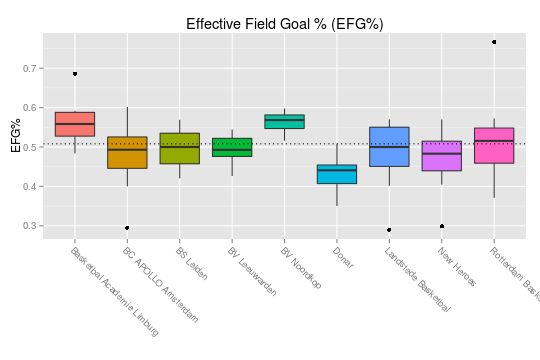 Effective Field Goal % (EFG%)
EFG%
0.7
0.6
0.5
0.4
0.3
Basketbal Academie Limburg
BC APOLLO Amsterdam
BS Leiden
BV Leeuwarden
BV Noordkop
Donar
Landstede Basketbal
New Heroes
Rotterdam